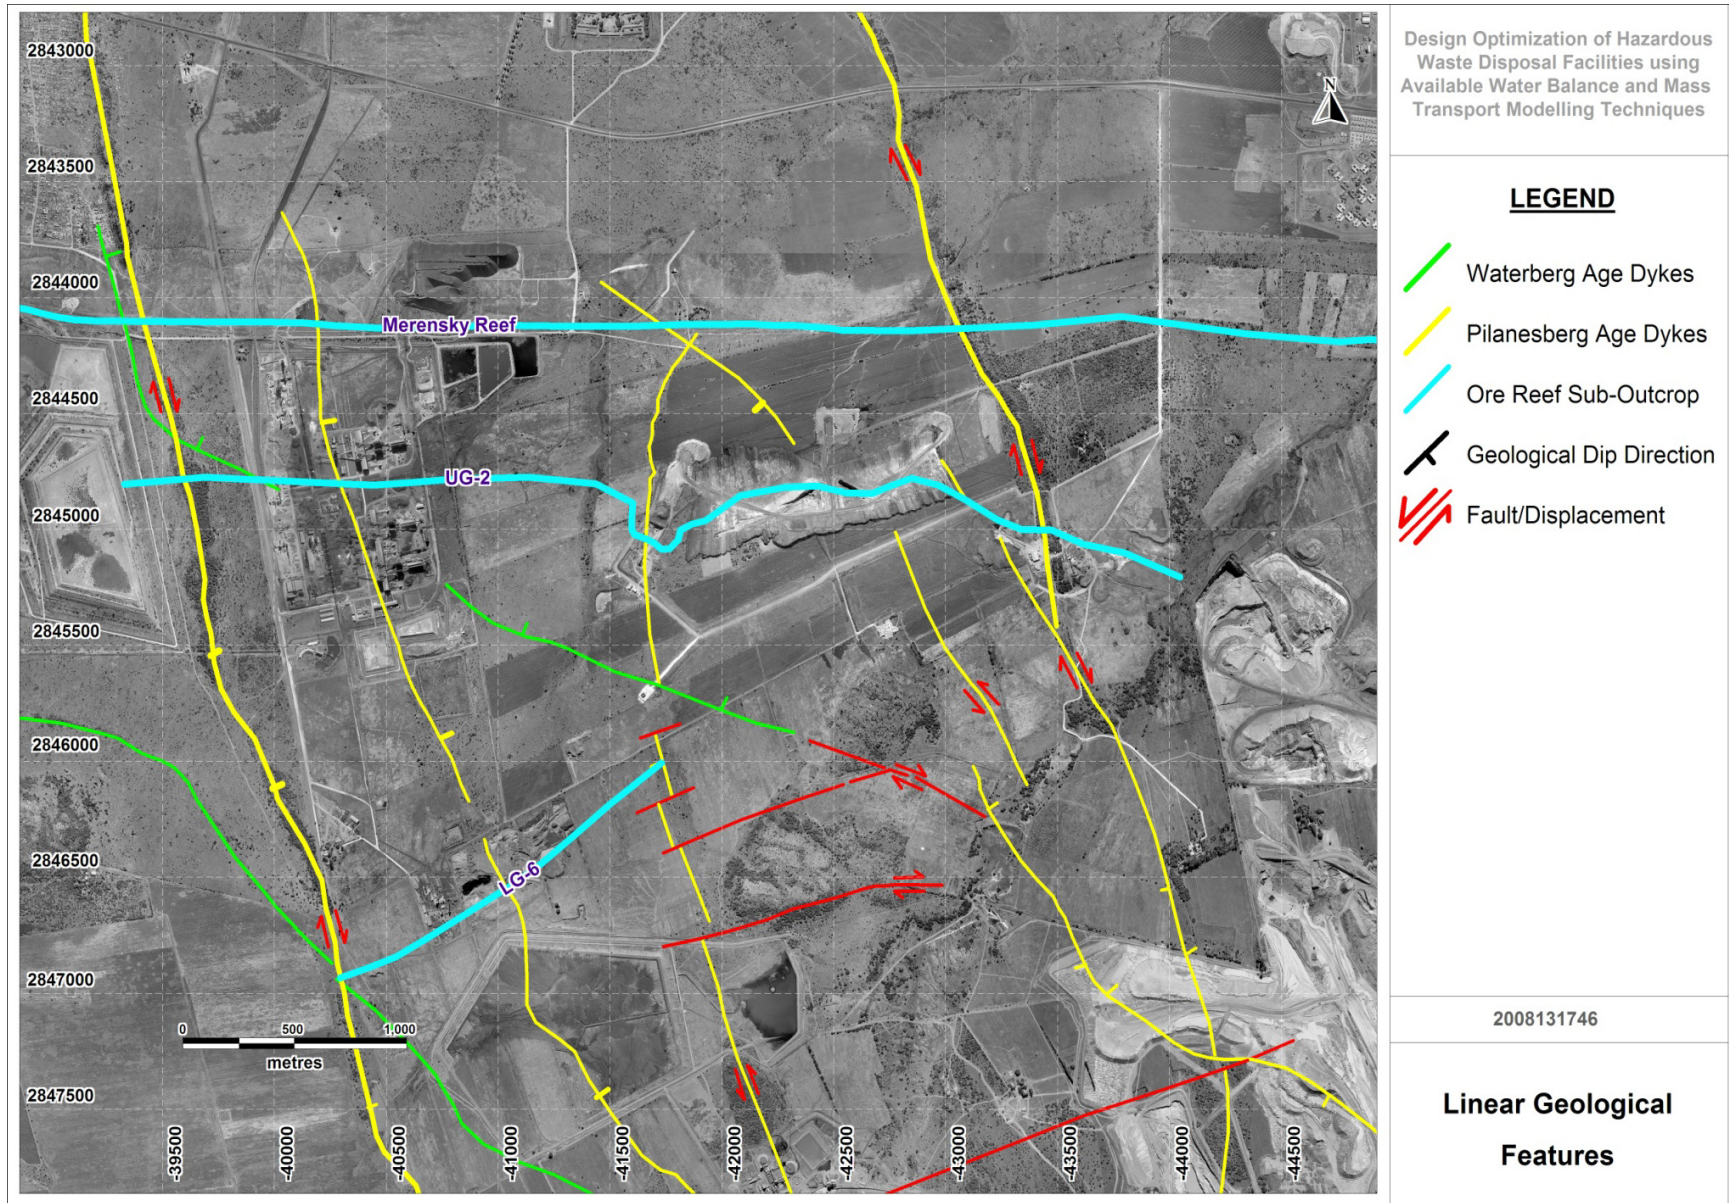 Design Optimization of Hazardous
Waste Disposal Facilities using
Available Water Balance and Mass
Transport Modelling Techniques
LEGEND
Waterberg Age Dykes
Pilanesberg Age Dykes
Ore Reef Sub-Outcrop
Geological Dip Direction
Fault/Displacement
2008131746
Linear Geological
Features
N
2843000
2843500
2844000
2844500
2845000
2845500
2846000
2846500
2847000
2847500
Merensky Reef
UG-2
LG-6
0 500 1.000
metres
-39500
-40000
-40500
-41000
-41500
-42000
-42500
-43000
-43500
-44000
-44500